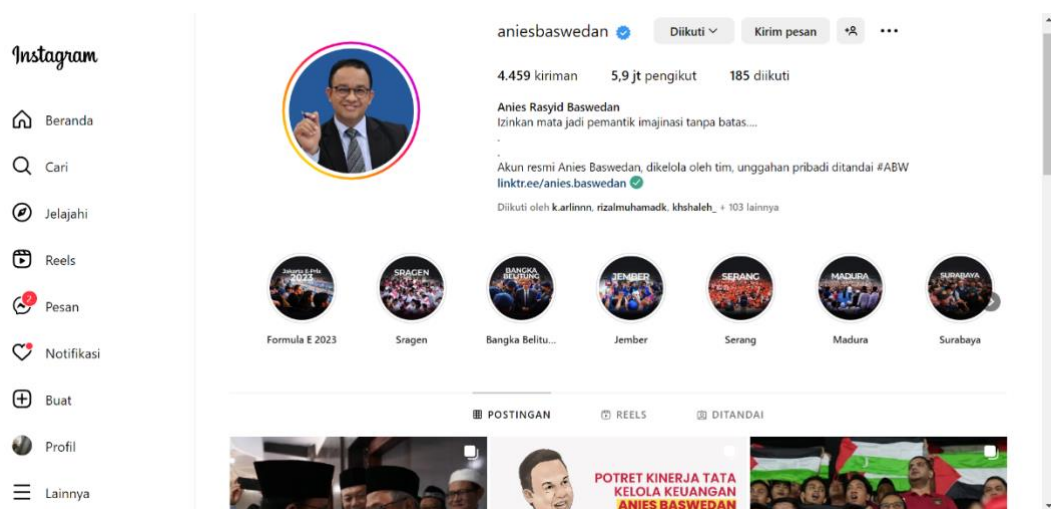 Instagram
Beranda
Cari
Jelajahi
Reels
Pesan
Notifikasi
Buat
Profil
Lainnya
aniesbaswedan Diikuti Kirim pesan
4.459 kiriman 5,9 jt pengikut 185 diikuti
Anies Rasyid Baswedan
Izinkan mata jadi pemantik imajinasi tanpa batas....
.
.
Akun resmi Anies Baswedan, dikelola oleh tim, unggahan pribadi ditandai #ABW
linktr.ee/anies.baswedan
Diikuti oleh k.arlinnn, rizalmuhamadk, khshaleh_ + 103 lainnya
Jakarta E-Prix
2023
SRAGEN
BANGKA
BELITUNG
JEMBER
SERANG
MADURA
SURABAYA
Formula E 2023 Sragen Bangka Belitu... Jember Serang Madura Surabaya
POSTINGAN REELS DITANDAI
POTRET KINERJA TATA
KELOLA KEUANGAN
ANIES BASWEDAN